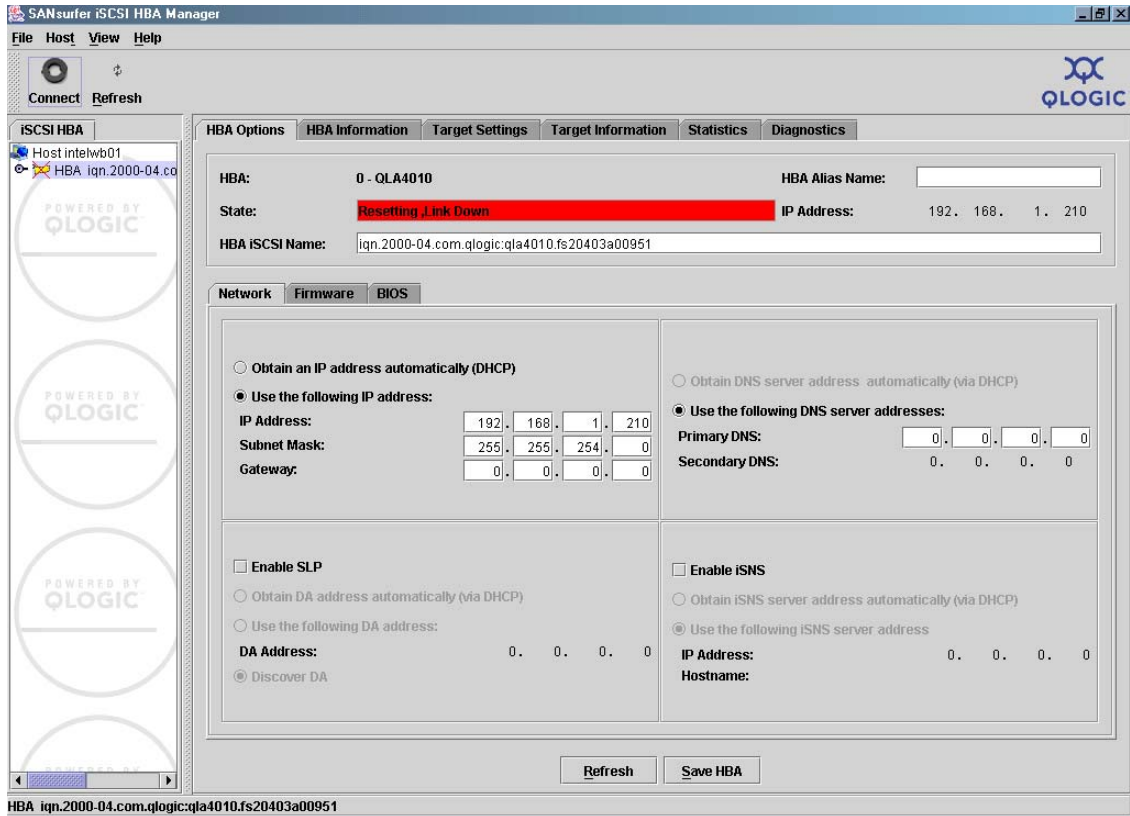 SANsurfer iSCSI HBA Manager
File Host View Help
Connect Refresh
QLOGIC
iSCSI HBA
Host intelwb01
HBA iqn.2000-04.co
POWERED BY
QLOGIC
POWERED BY
QLOGIC
POWERED BY
QLOGIC
POWERED BY
HBA Options HBA Information Target Settings Target Information Statistics Diagnostics
HBA: 0 - QLA4010 HBA Alias Name:
State: Resetting ,Link Down IP Address: 192. 168. 1. 210
HBA iSCSI Name: iqn.2000-04.com.qlogic:qla4010.fs20403a00951
Network Firmware BIOS
Obtain an IP address automatically (DHCP)
Use the following IP address:
IP Address: 192. 168. 1. 210
Subnet Mask: 255. 255. 254. 0
Gateway: 0. 0. 0. 0
Obtain DNS server address automatically (via DHCP)
Use the following DNS server addresses:
Primary DNS: 0. 0. 0. 0
Secondary DNS: 0. 0. 0. 0
Enable SLP
Obtain DA address automatically (via DHCP)
Use the following DA address:
DA Address: 0. 0. 0. 0
Discover DA
Enable iSNS
Obtain iSNS server address automatically (via DHCP)
Use the following iSNS server address
IP Address: 0. 0. 0. 0
Hostname:
Refresh Save HBA
HBA iqn.2000-04.com.qlogic:qla4010.fs20403a00951